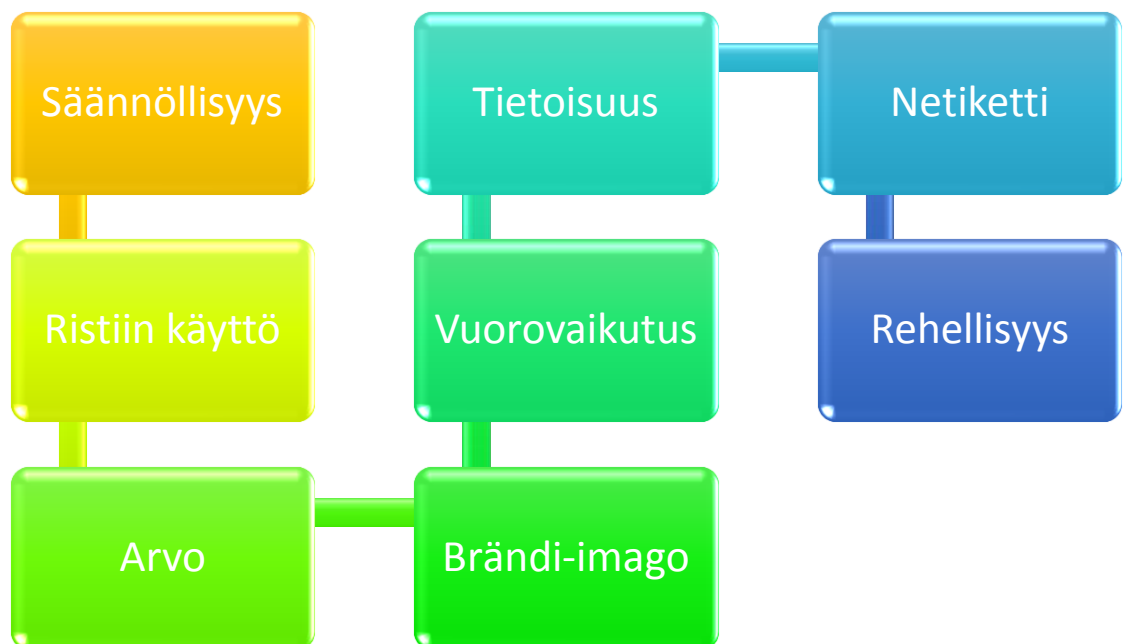 Säännöllisyys
Ristiin käyttö
Arvo
Brändi-imago
Vuorovaikutus
Tietoisuus
Netiketti
Rehellisyys